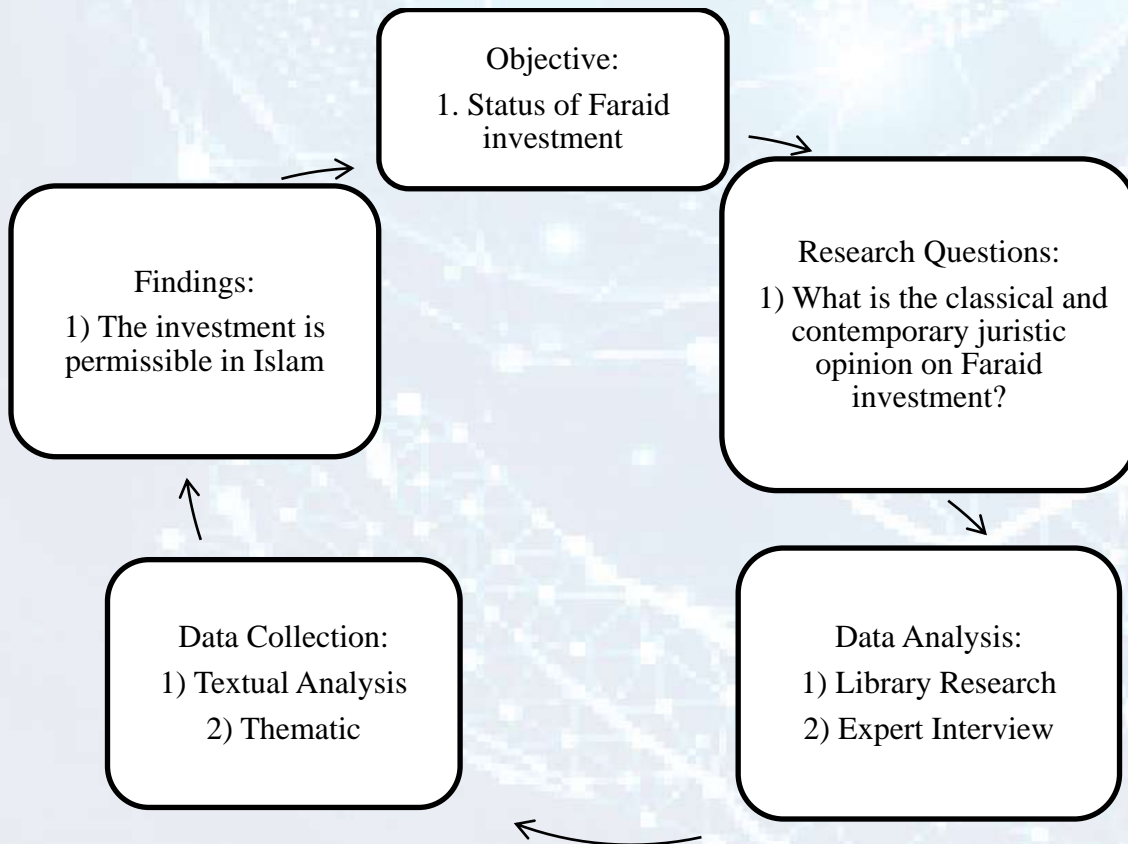 Objective:
1. Status of Faraid
investment
Research Questions:
1) What is the classical and
contemporary juristic
opinion on Faraid
investment?
Data Analysis:
1) Library Research
2) Expert Interview
Data Collection:
1) Textual Analysis
2) Thematic
Findings:
1) The investment is
permissible in Islam